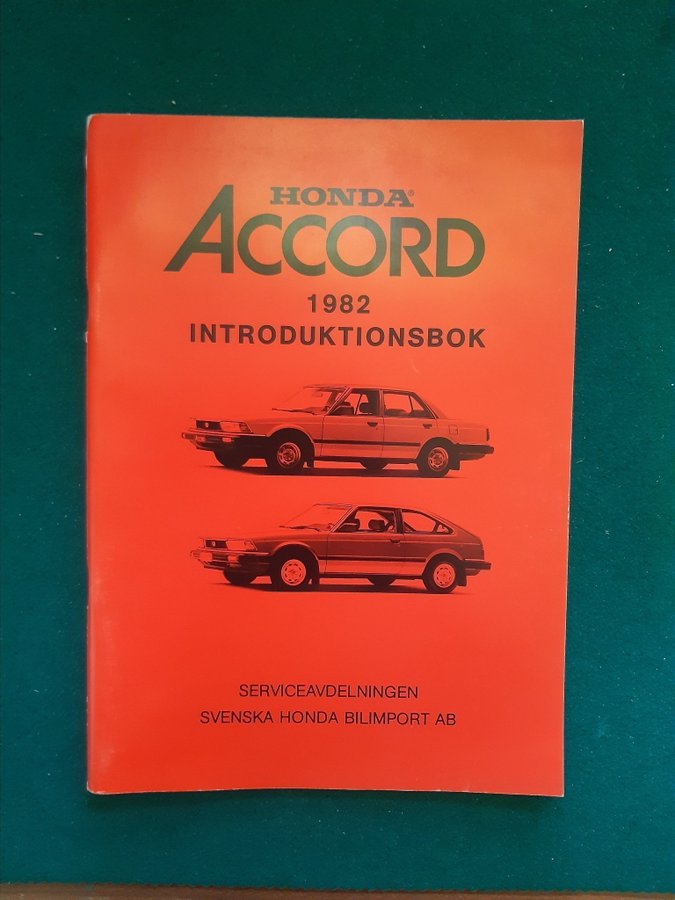 HONDA®
ACCORD
1982
INTRODUKTIONSBOK
SERVICEAVDELNINGEN
SVENSKA HONDA BILIMPORT AB